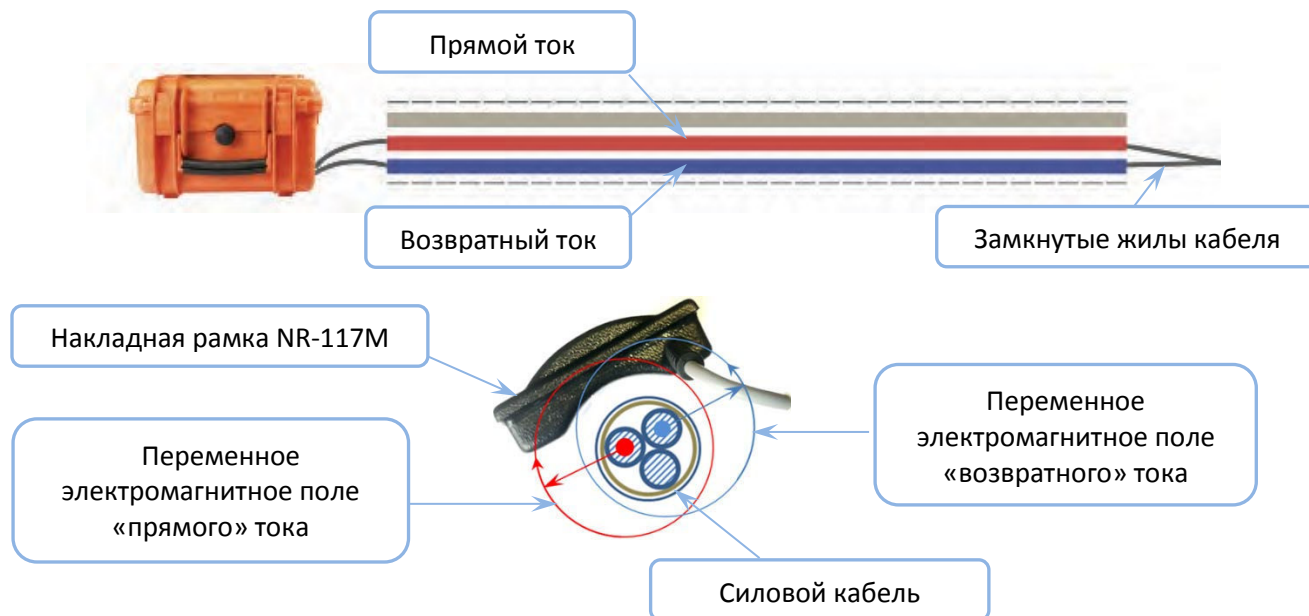 Прямой ток
Возвратный ток
Замкнутые жилы кабеля
Накладная рамка NR-117M
Переменное
электромагнитное поле
«прямого» тока
Переменное
электромагнитное поле
«возвратного» тока
Силовой кабель